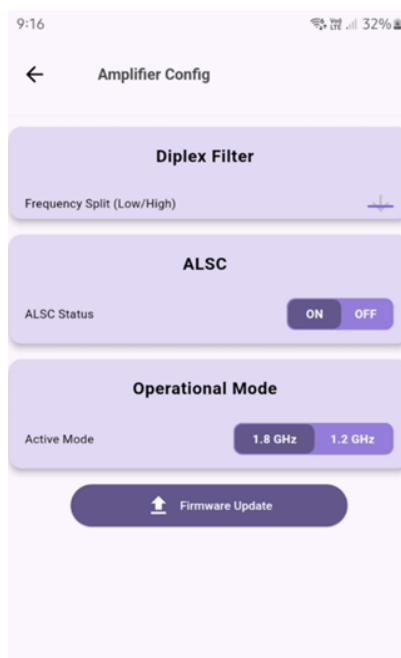 9:16 32%
Amplifier Config
Diplex Filter
Frequency Split (Low/High)
ALSC
ALSC Status ON OFF
Operational Mode
Active Mode 1.8 GHz 1.2 GHz
Firmware Update